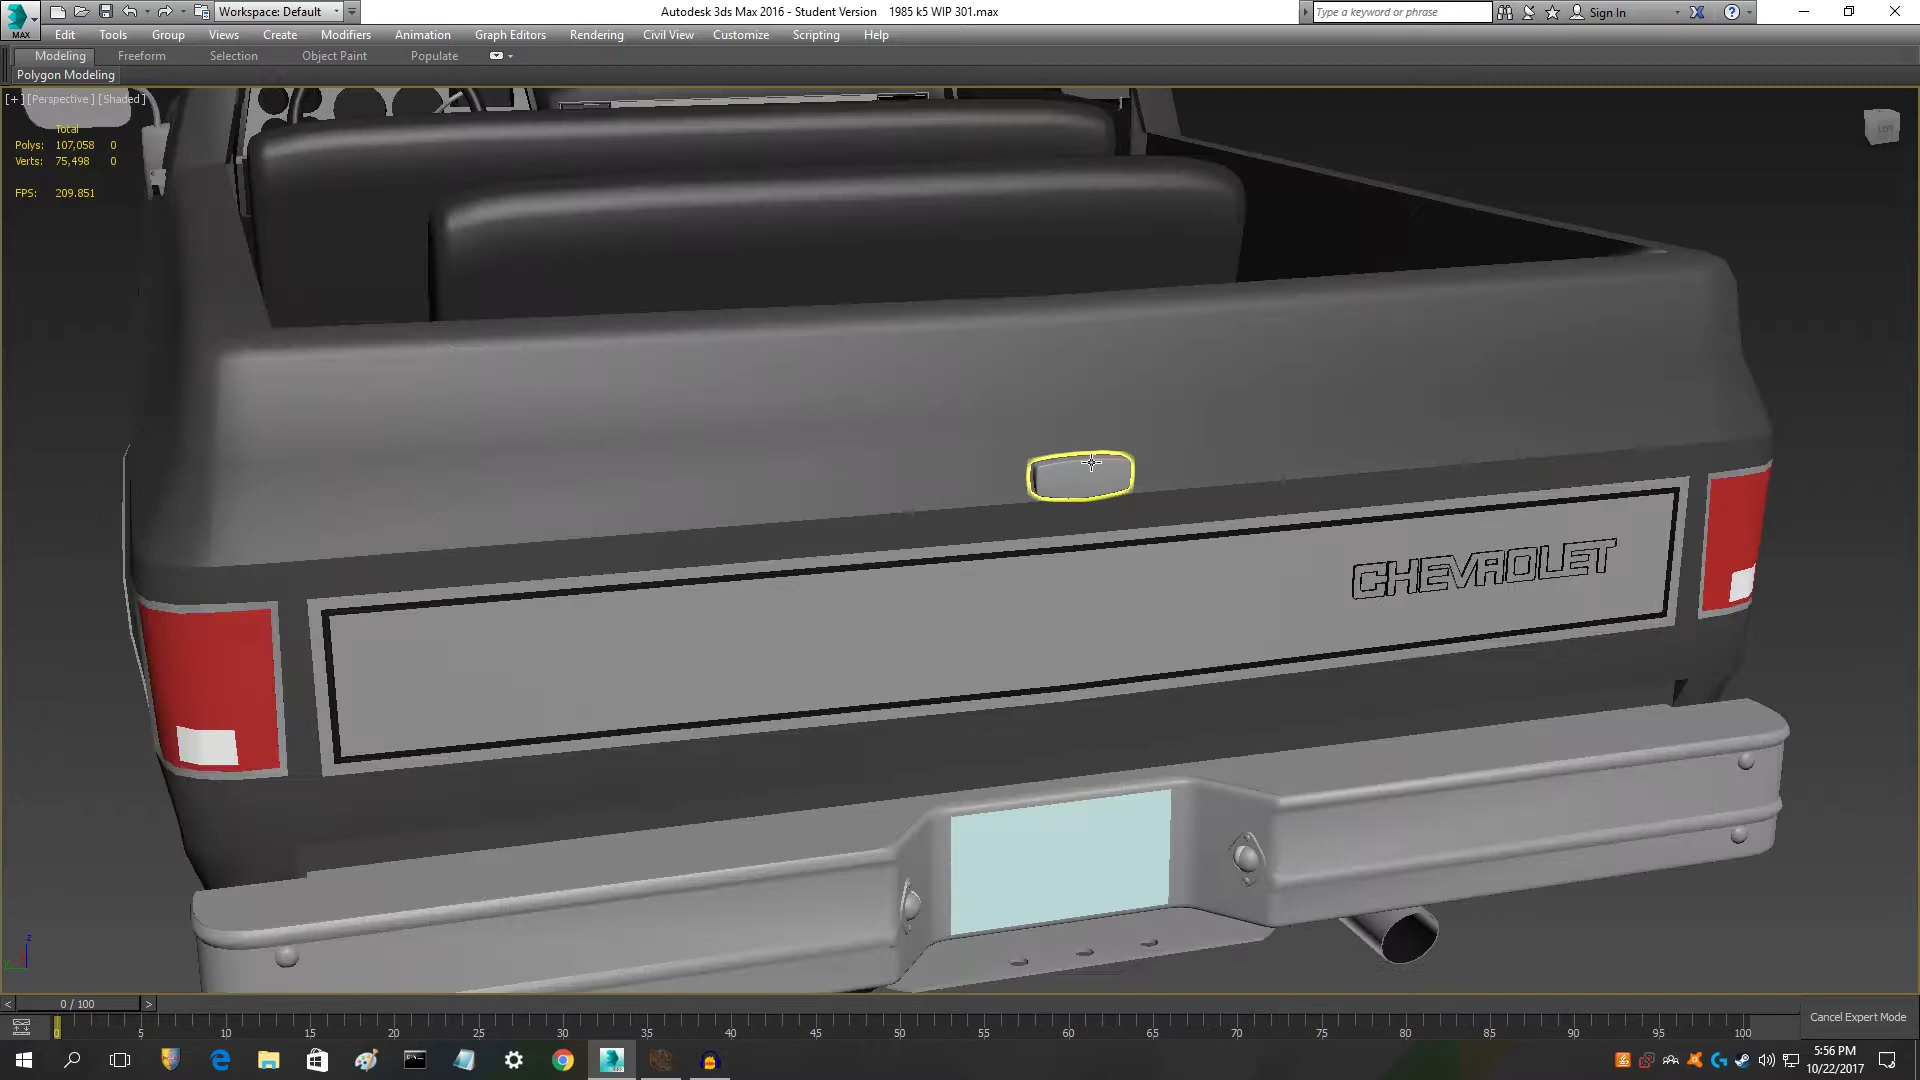 Workspace: Default
Autodesk 3ds Max 2016 - Student Version    1985 k5 WIP 301.max
Type a keyword or phrase
Sign In
MAX
Edit Tools Group Views Create Modifiers Animation Graph Editors Rendering Civil View Customize Scripting Help
Modeling Freeform Selection Object Paint Populate
Polygon Modeling
[+] [Perspective ] [Shaded ]
Total
Polys: 107,058 0
Verts: 75,498 0
FPS: 209.851
LEFT
CHEVROLET
z
< 0 / 100 >
0 5 10 15 20 25 30 35 40 45 50 55 60 65 70 75 80 85 90 95 100
Cancel Expert Mode
5:56 PM
10/22/2017